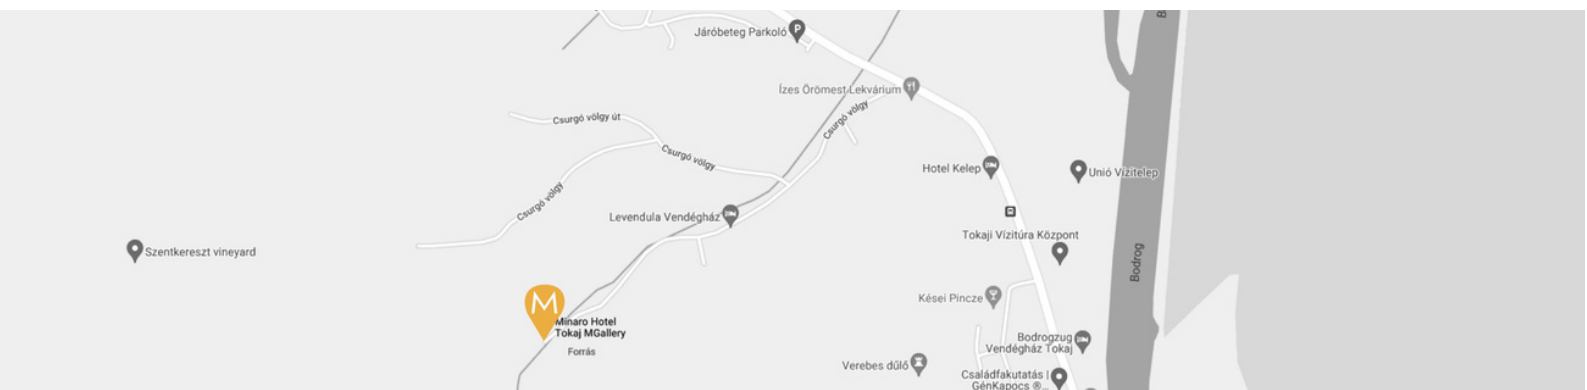 Járóbeteg Parkoló
P
Ízes Örömest Lekvárium
Csurgó völgy út
Csurgó völgy
Csurgó völgy
Csurgó völgy
Hotel Kelep
Unió Vizitelep
Levendula Vendégház
Tokaji Vízitúra Központ
Szentkereszt vineyard
Bodrog
Kései Pincze
M
Minaro Hotel
Tokaj MGallery
Forrás
Bodrogzug
Vendégház Tokaj
Verebes dűlő
Családfakutatás |
GénKapocs ®...